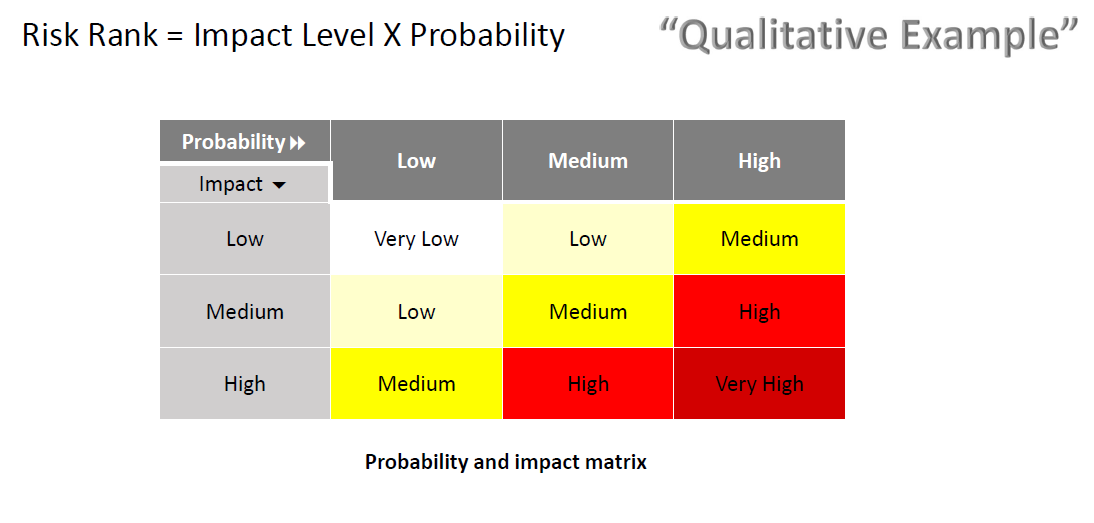 Risk Rank = Impact Level X Probability
“Qualitative Example”
Probability
Impact
Low Medium High
Low Very Low Low Medium
Medium Low Medium High
High Medium High Very High
Probability and impact matrix